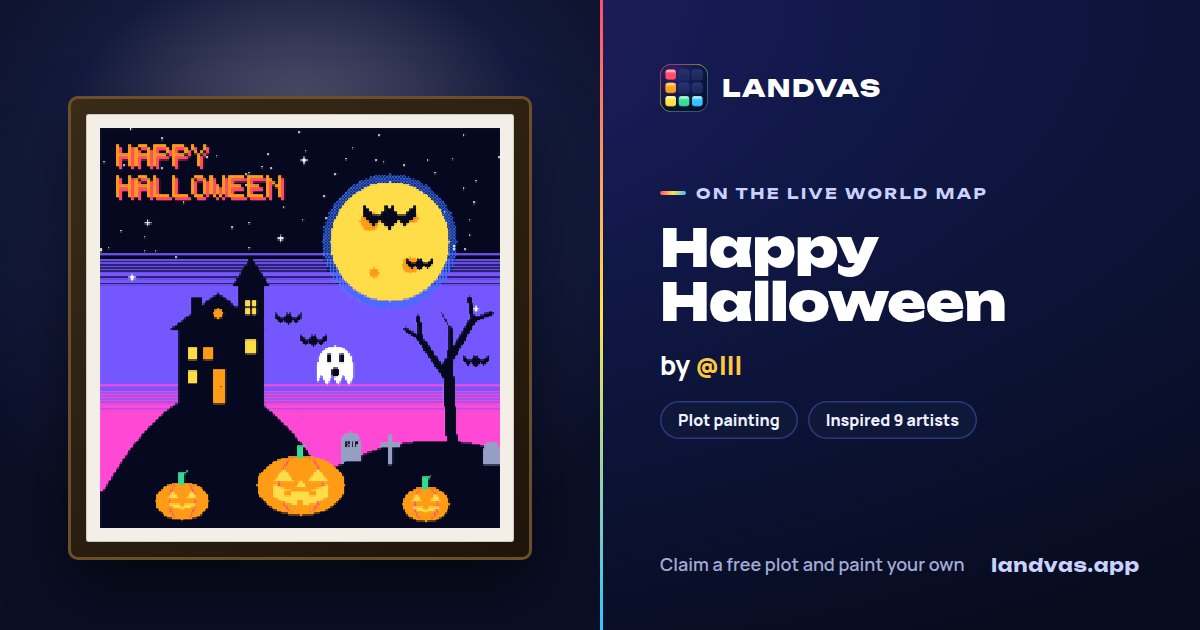 HAPPY
HALLOWEEN
RIP
LANDVAS
ON THE LIVE WORLD MAP
Happy
Halloween
by @lll
Plot painting
Inspired 9 artists
Claim a free plot and paint your own
landvas.app